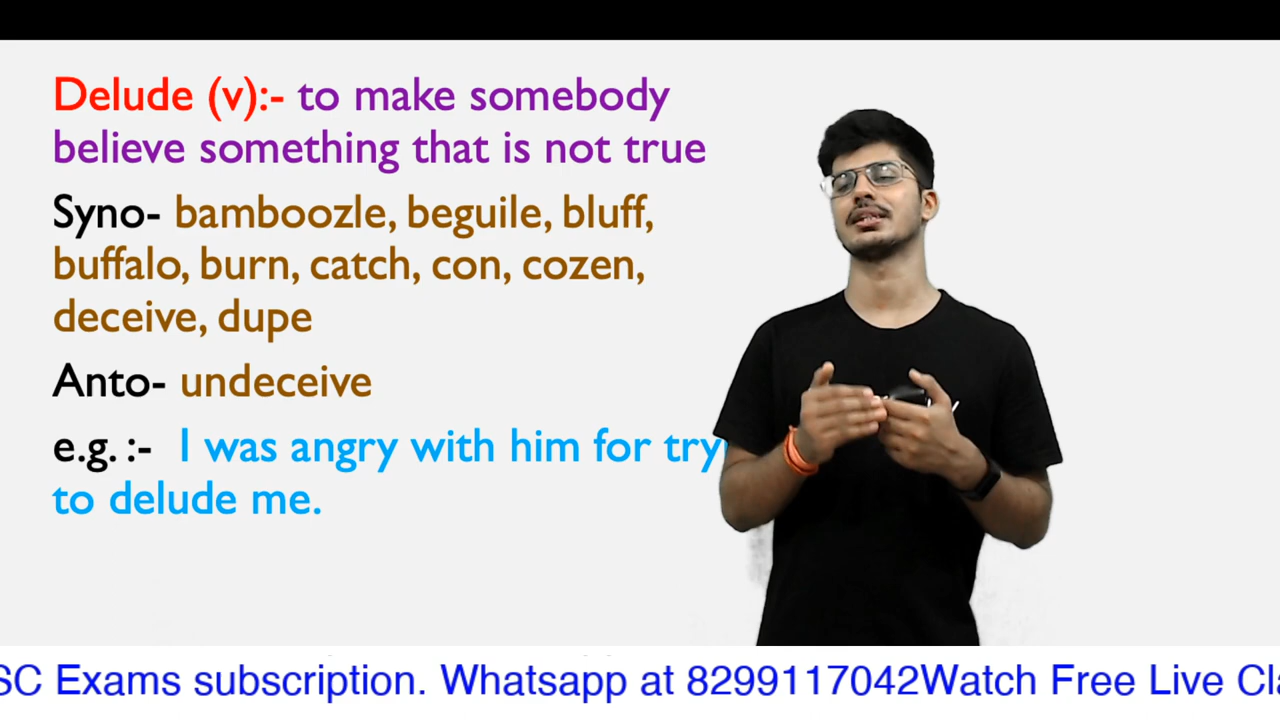 Delude (v):- to make somebody
believe something that is not true
Syno- bamboozle, beguile, bluff,
buffalo, burn, catch, con, cozen,
deceive, dupe
Anto- undeceive
e.g. :- I was angry with him for try
to delude me.
SC Exams subscription. Whatsapp at 8299117042Watch Free Live Cla